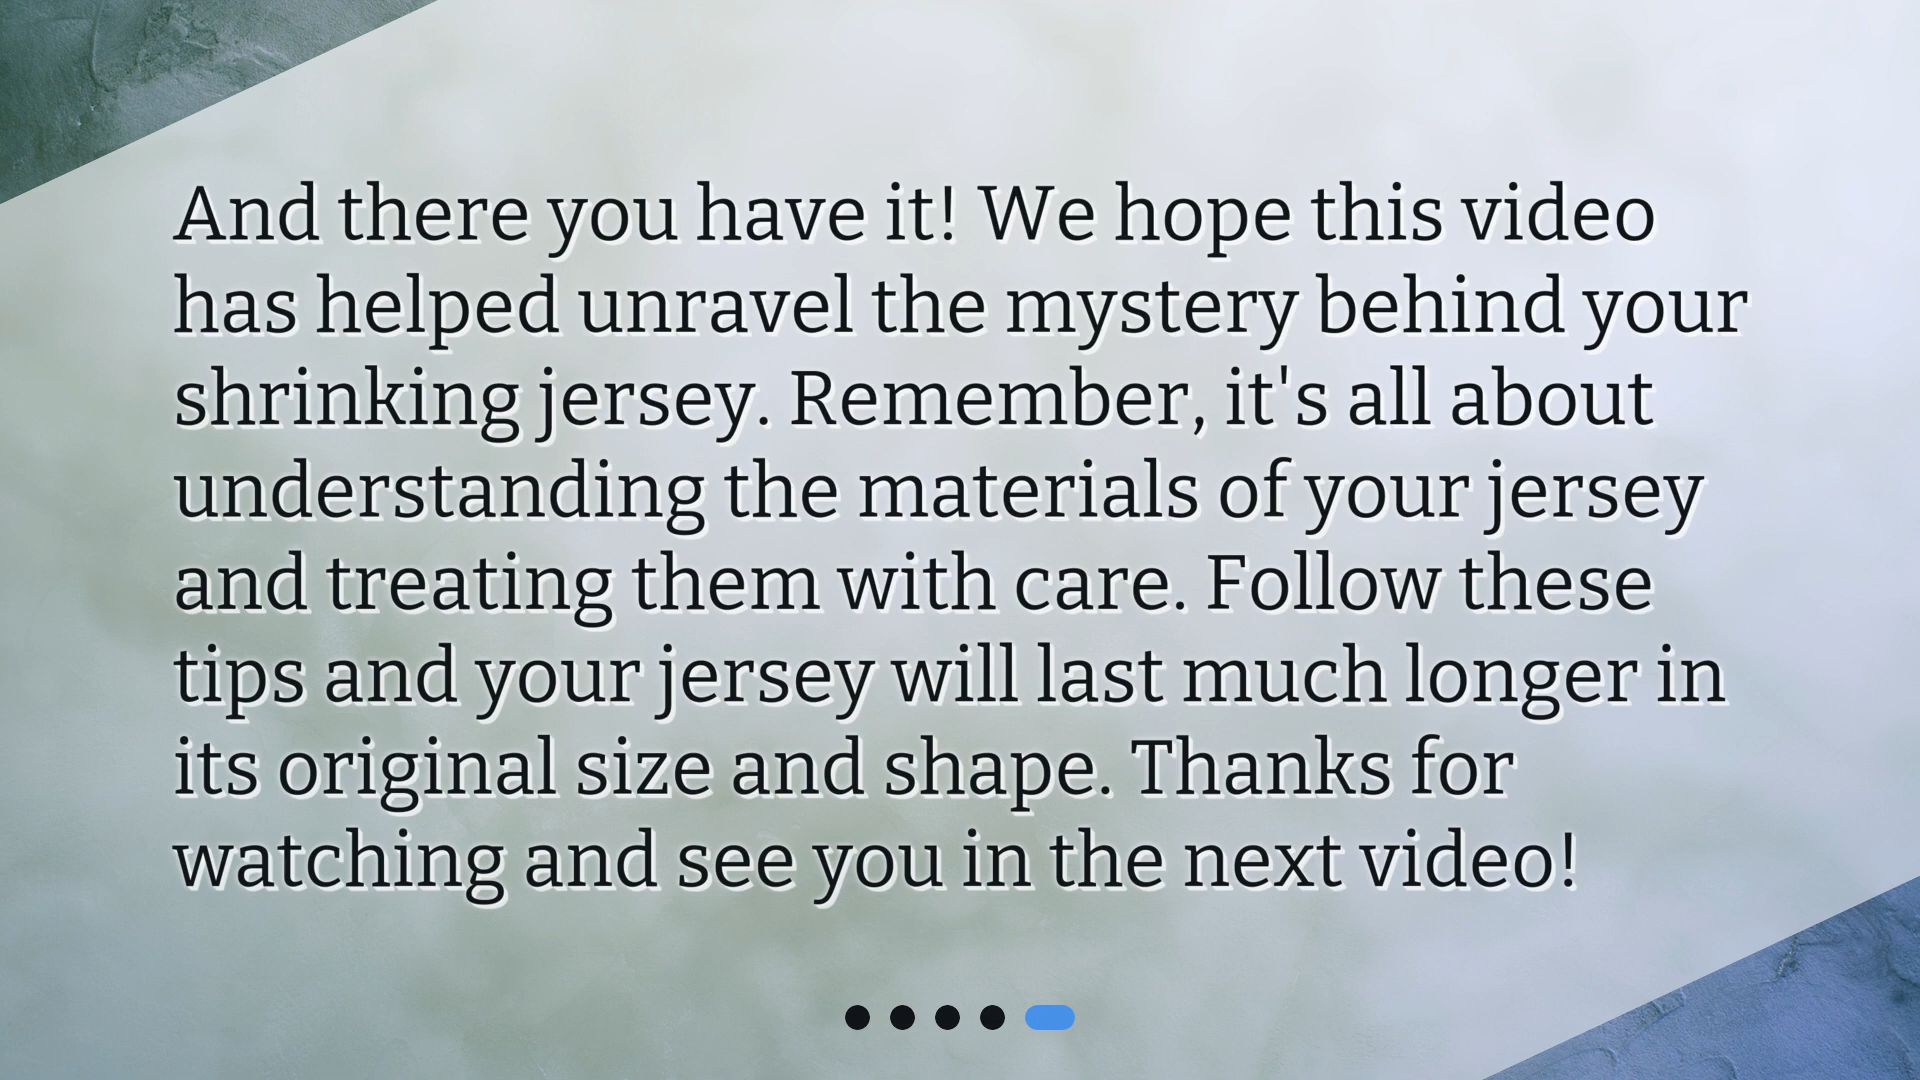 And there you have it! We hope this video
has helped unravel the mystery behind your
shrinking jersey. Remember, it's all about
understanding the materials of your jersey
and treating them with care. Follow these
tips and your jersey will last much longer in
its original size and shape. Thanks for
watching and see you in the next video!